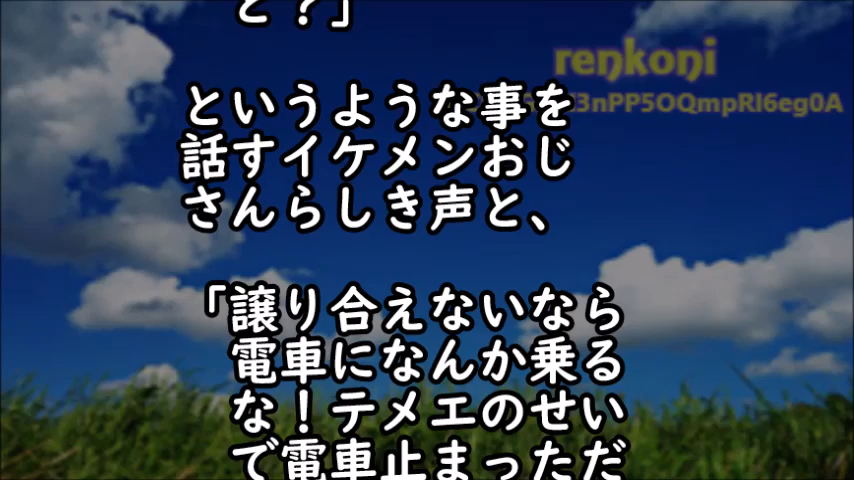 と？」
renkoni
3nPP5OQmpRl6eg0A
というような事を
話すイケメンおじ
さんらしき声と、
「譲り合えないなら
電車になんか乗る
な！テメエのせい
で電車止まっただ